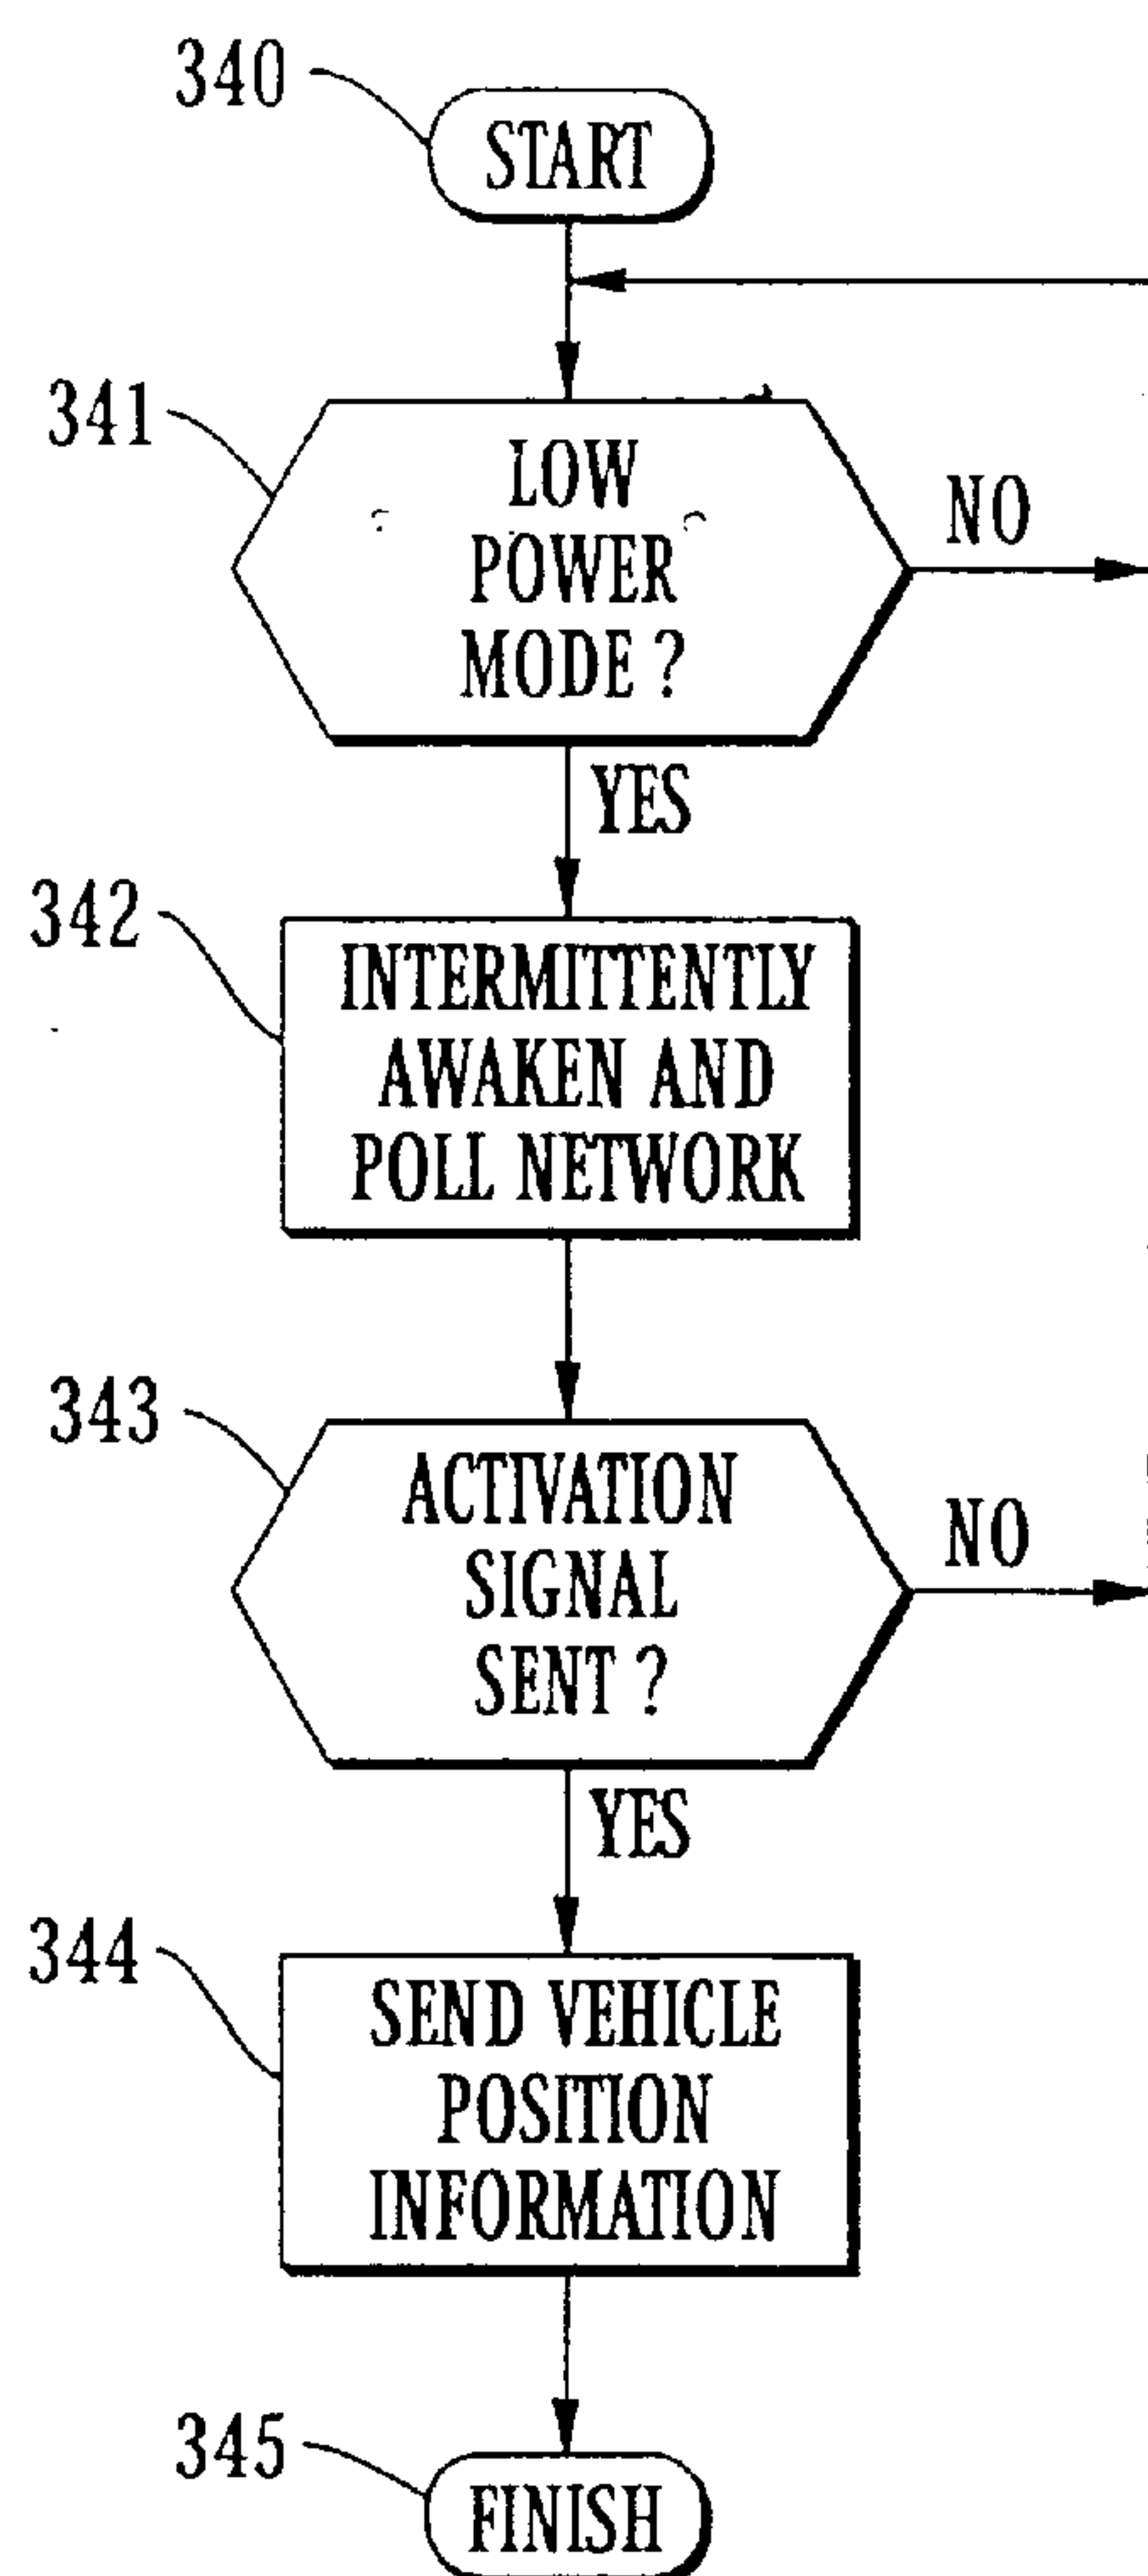 340
START
341
LOW
POWER
MODE ?
NO
YES
342
INTERMITTENTLY
AWAKEN AND
POLL NETWORK
343
ACTIVATION
SIGNAL
SENT ?
NO
YES
344
SEND VEHICLE
POSITION
INFORMATION
345
FINISH